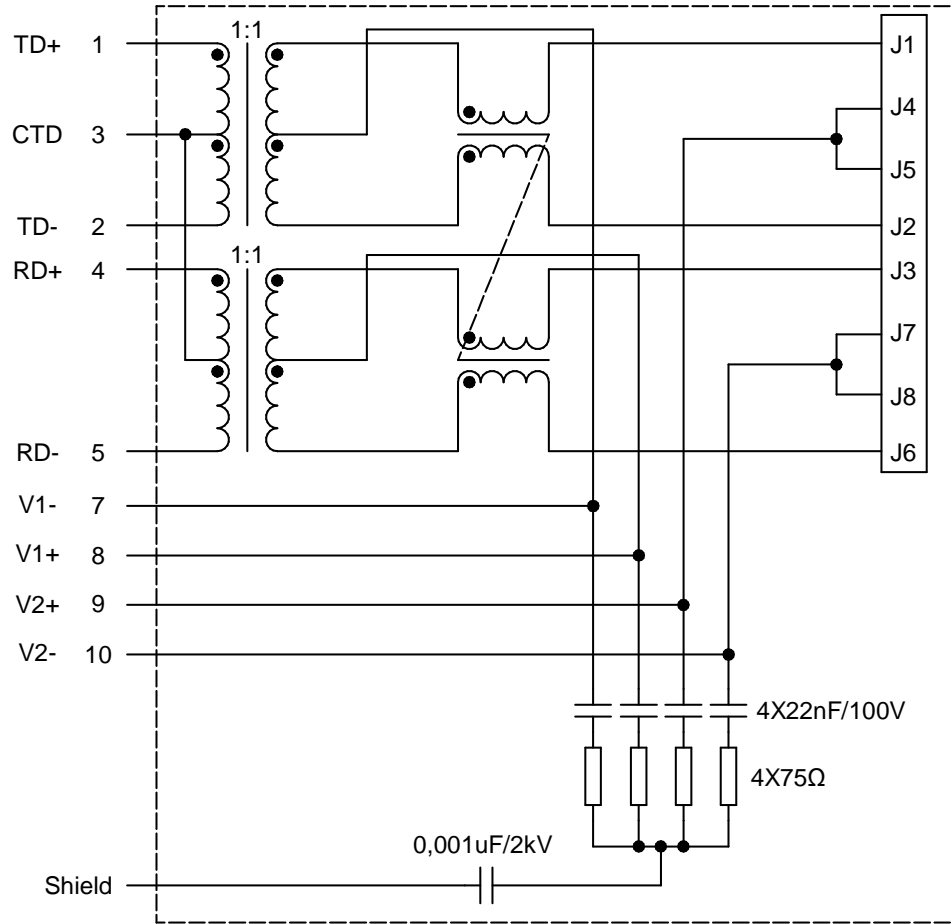 1:1
TD+ 1 J1
J4
CTD 3
J5
TD- 2 J2
1:1
RD+ 4 J3
J7
J8
RD- 5 J6
V1- 7
V1+ 8
V2+ 9
V2- 10
4X22nF/100V
4X75Ω
0,001uF/2kV
Shield